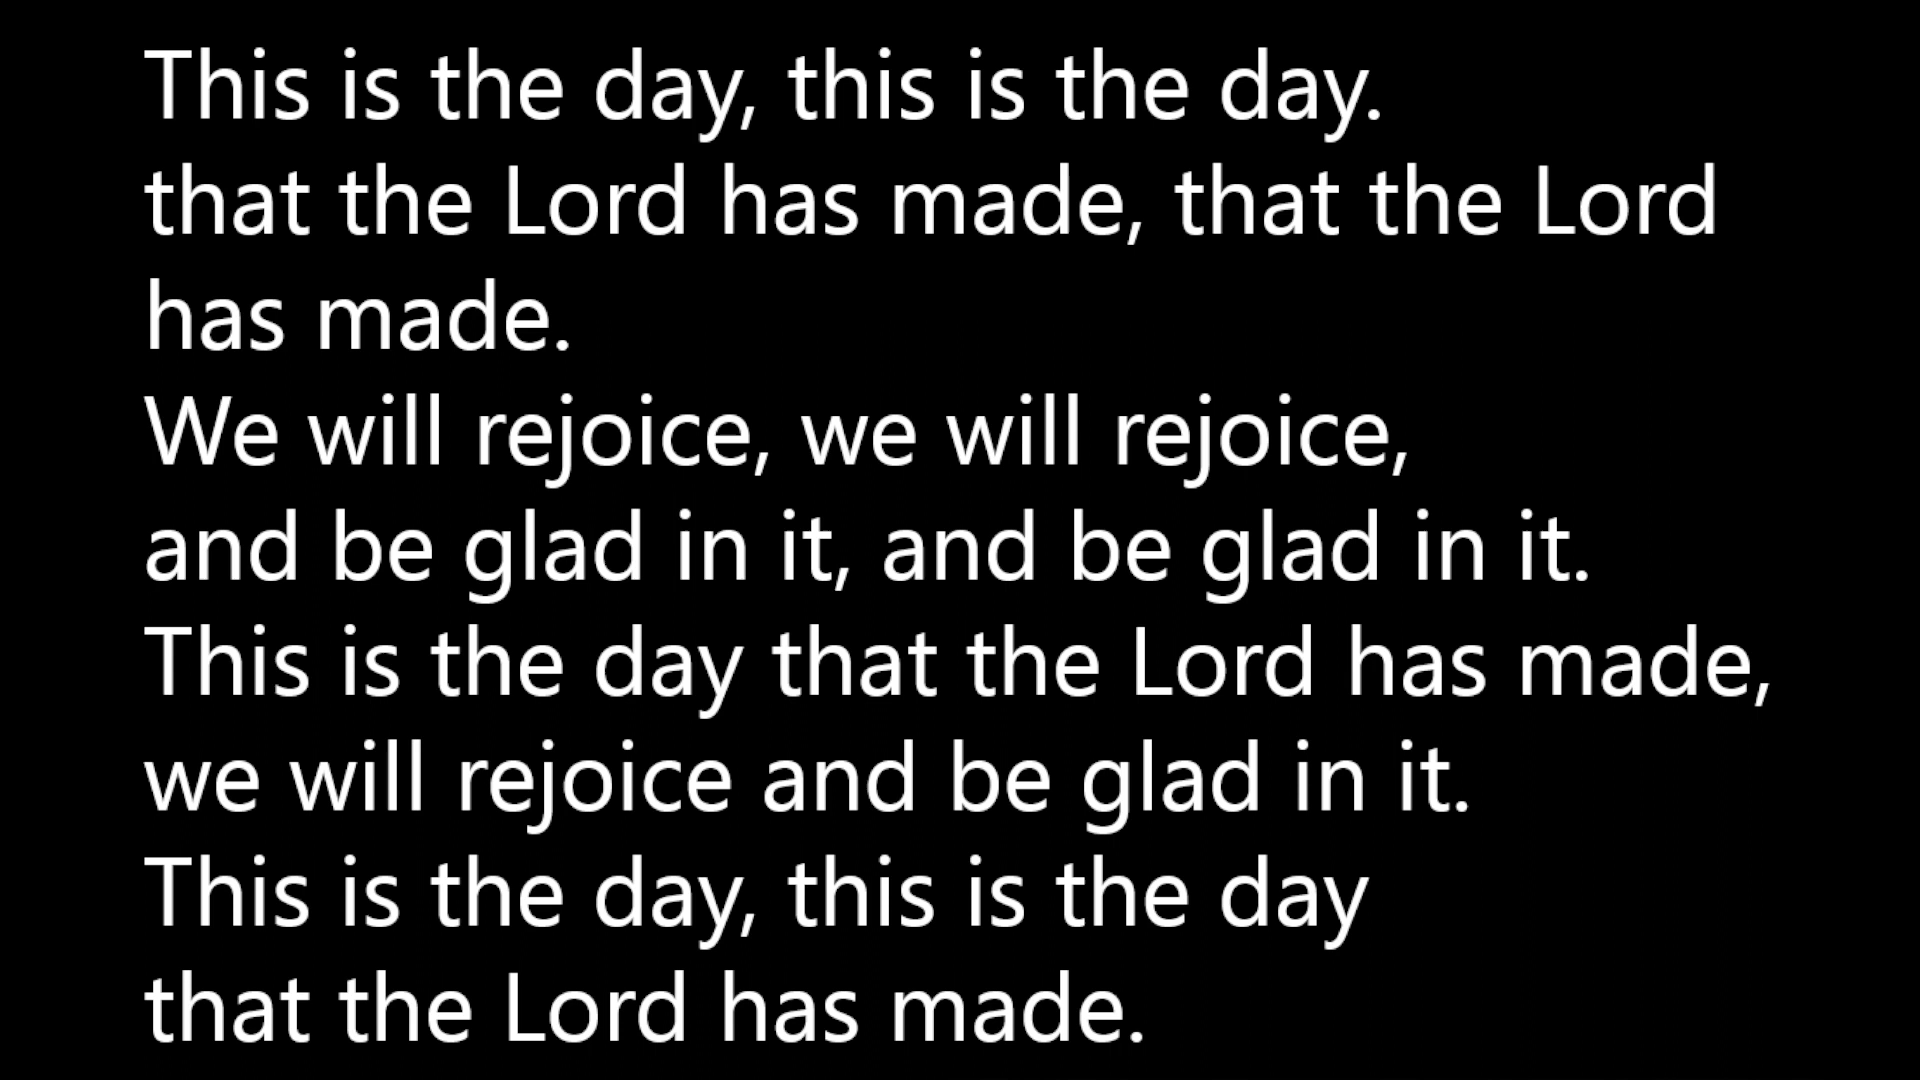 This is the day, this is the day.
that the Lord has made, that the Lord
has made.
We will rejoice, we will rejoice,
and be glad in it, and be glad in it.
This is the day that the Lord has made,
we will rejoice and be glad in it.
This is the day, this is the day
that the Lord has made.